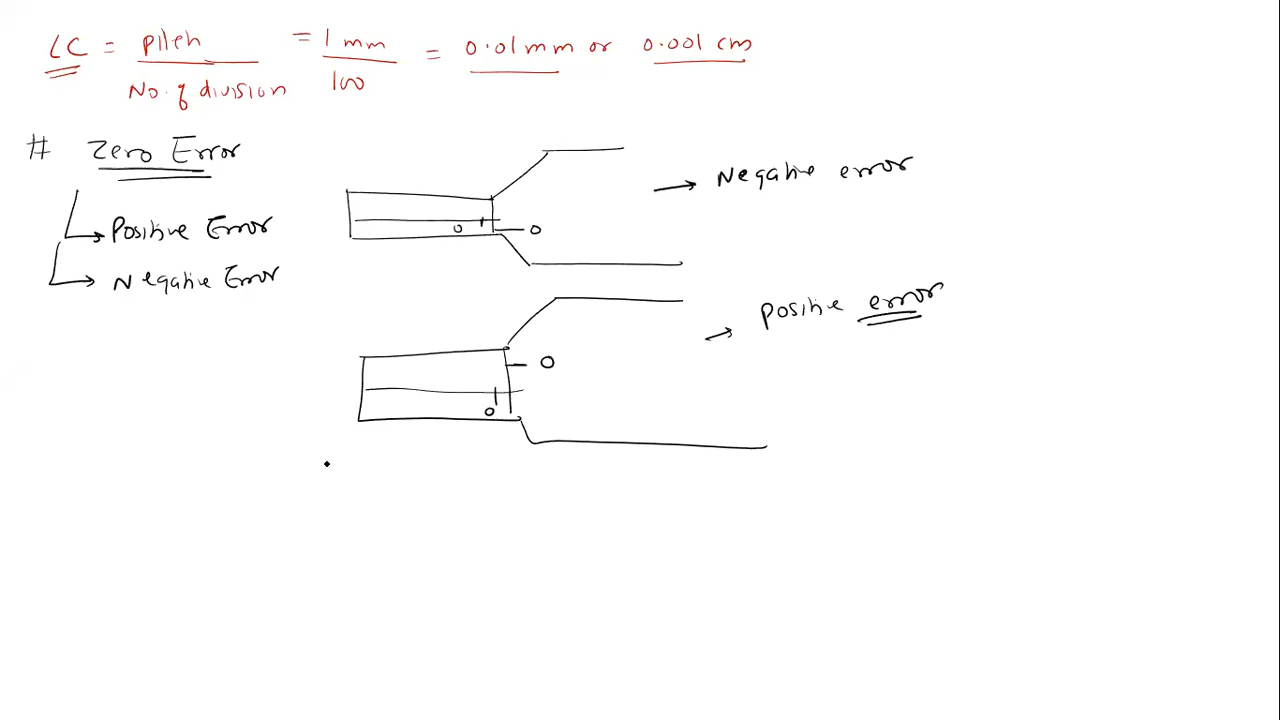 LC = pitch / No. of division = 1 mm / 100 = 0.01 mm or 0.001 cm
# Zero Error
Positive Error
Negative Error
0 0
Negative error
0
0
Positive error